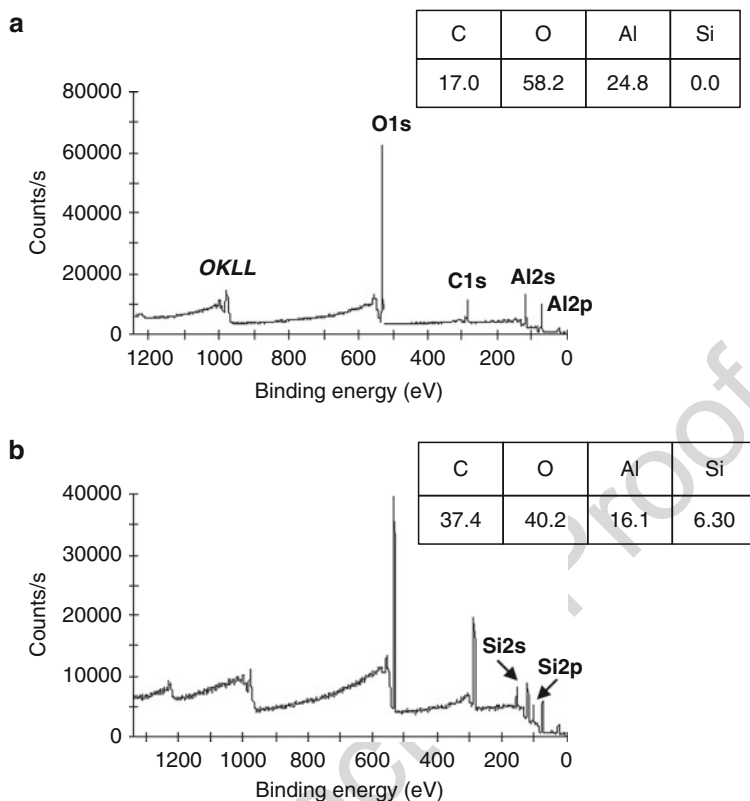 a
C O Al Si
17.0 58.2 24.8 0.0
80000
60000
40000
20000
0
Counts/s
O1s
OKLL
C1s
Al2s
Al2p
1200 1000 800 600 400 200 0
Binding energy (eV)
b
C O Al Si
37.4 40.2 16.1 6.30
40000
30000
20000
10000
0
Counts/s
Si2s
Si2p
1200 1000 800 600 400 200 0
Binding energy (eV)
Proof